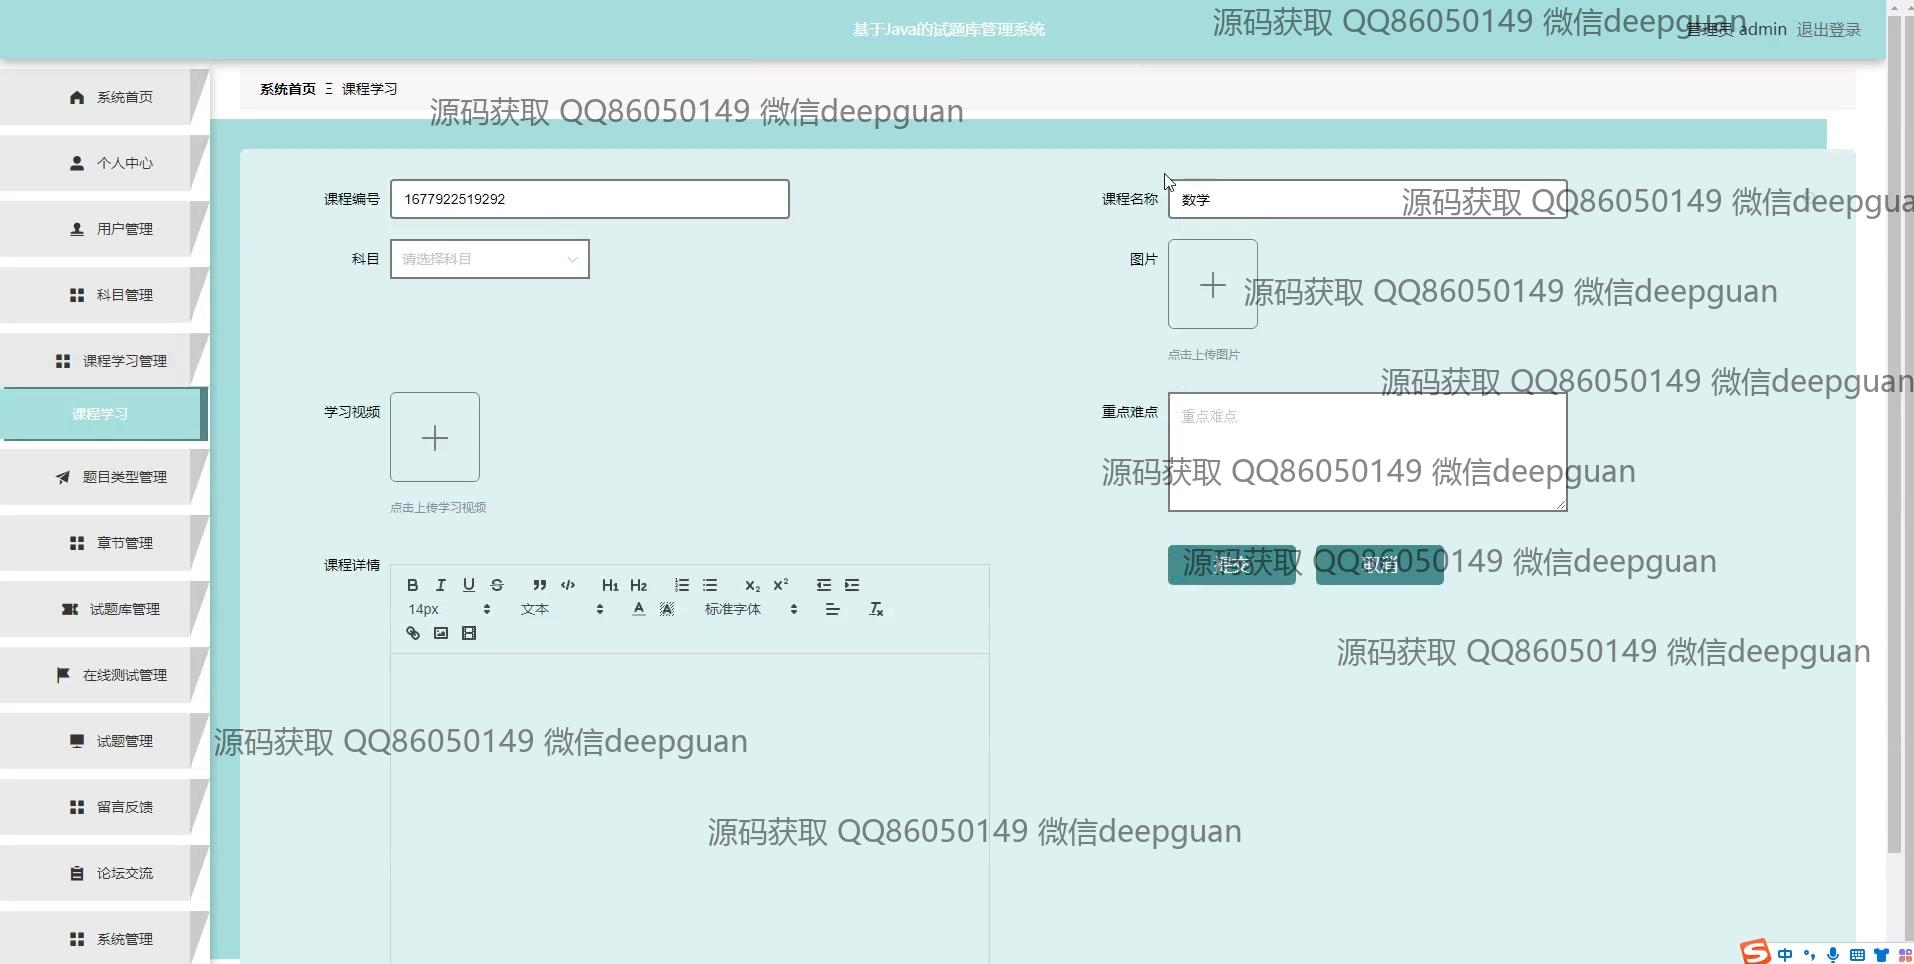 基于Java的试题库管理系统
源码获取 QQ86050149 微信deepguan
管理员 admin 退出登录
系统首页
系统首页 Ξ 课程学习
源码获取 QQ86050149 微信deepguan
个人中心
课程编号 1677922519292
课程名称 数学
源码获取 QQ86050149 微信deepgua
用户管理
科目 请选择科目
图片
源码获取 QQ86050149 微信deepguan
科目管理
点击上传图片
课程学习管理
源码获取 QQ86050149 微信deepguan
课程学习
学习视频
重点难点 重点难点
源码获取 QQ86050149 微信deepguan
题目类型管理
点击上传学习视频
章节管理
课程详情
提交 取消
源码获取 QQ86050149 微信deepguan
B I U S H1 H2 X2 X2
14px 文本 A A 标准字体 Tx
试题库管理
源码获取 QQ86050149 微信deepguan
在线测试管理
试题管理
源码获取 QQ86050149 微信deepguan
留言反馈
源码获取 QQ86050149 微信deepguan
论坛交流
系统管理
S 中